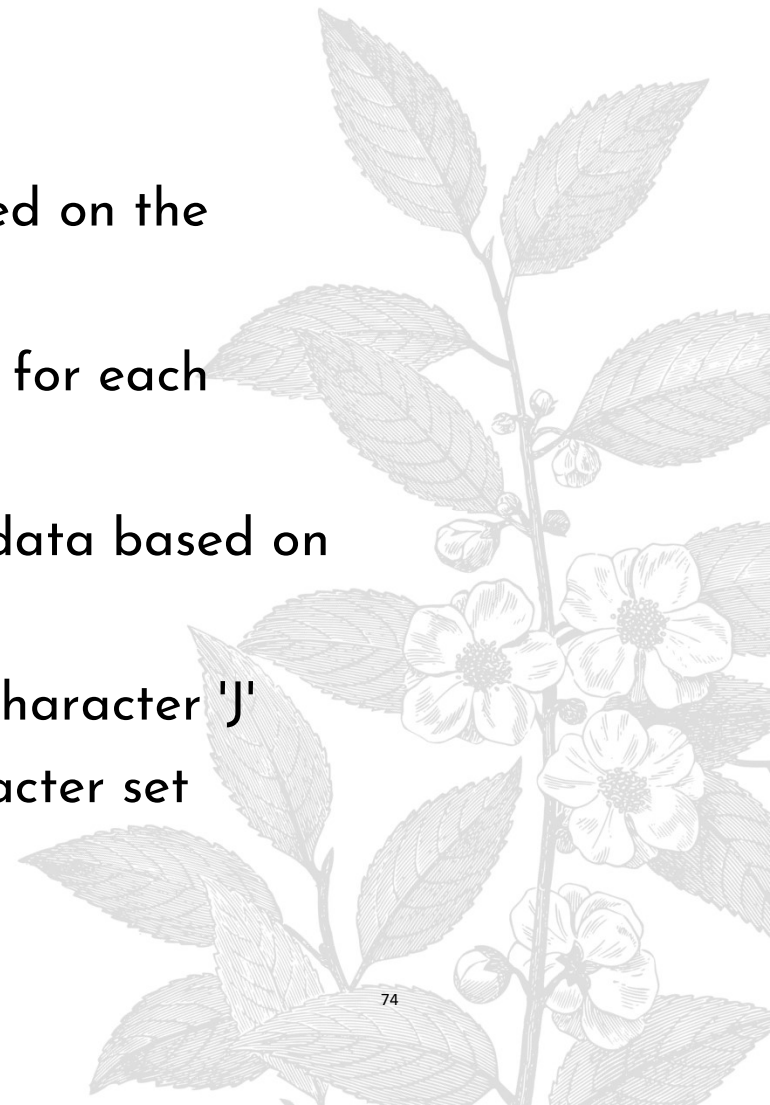 ed on the
for each
data based on
haracter 'J'
acter set
74